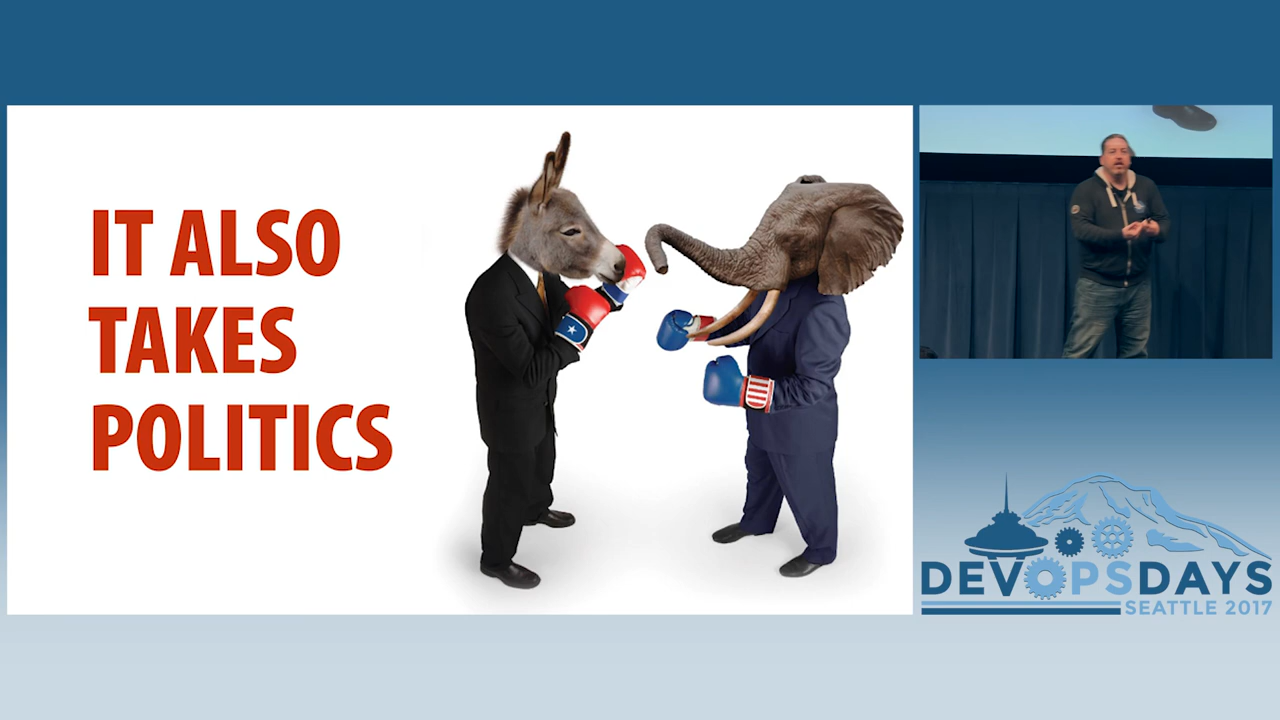 IT ALSO
TAKES
POLITICS
DEVOPSDAYS
SEATTLE 2017